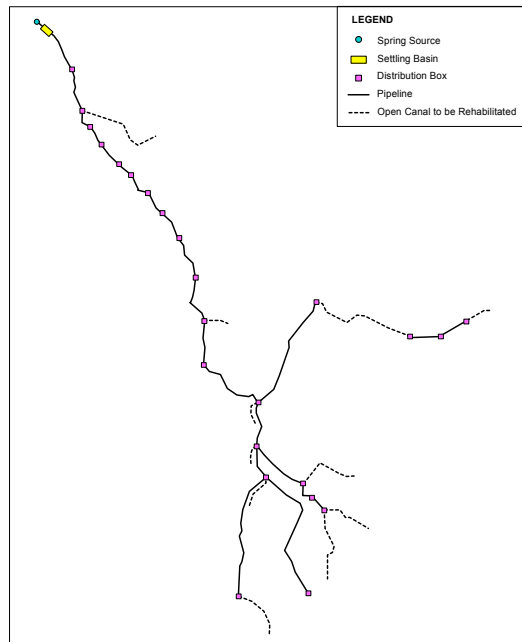 LEGEND
Spring Source
Settling Basin
Distribution Box
Pipeline
Open Canal to be Rehabilitated